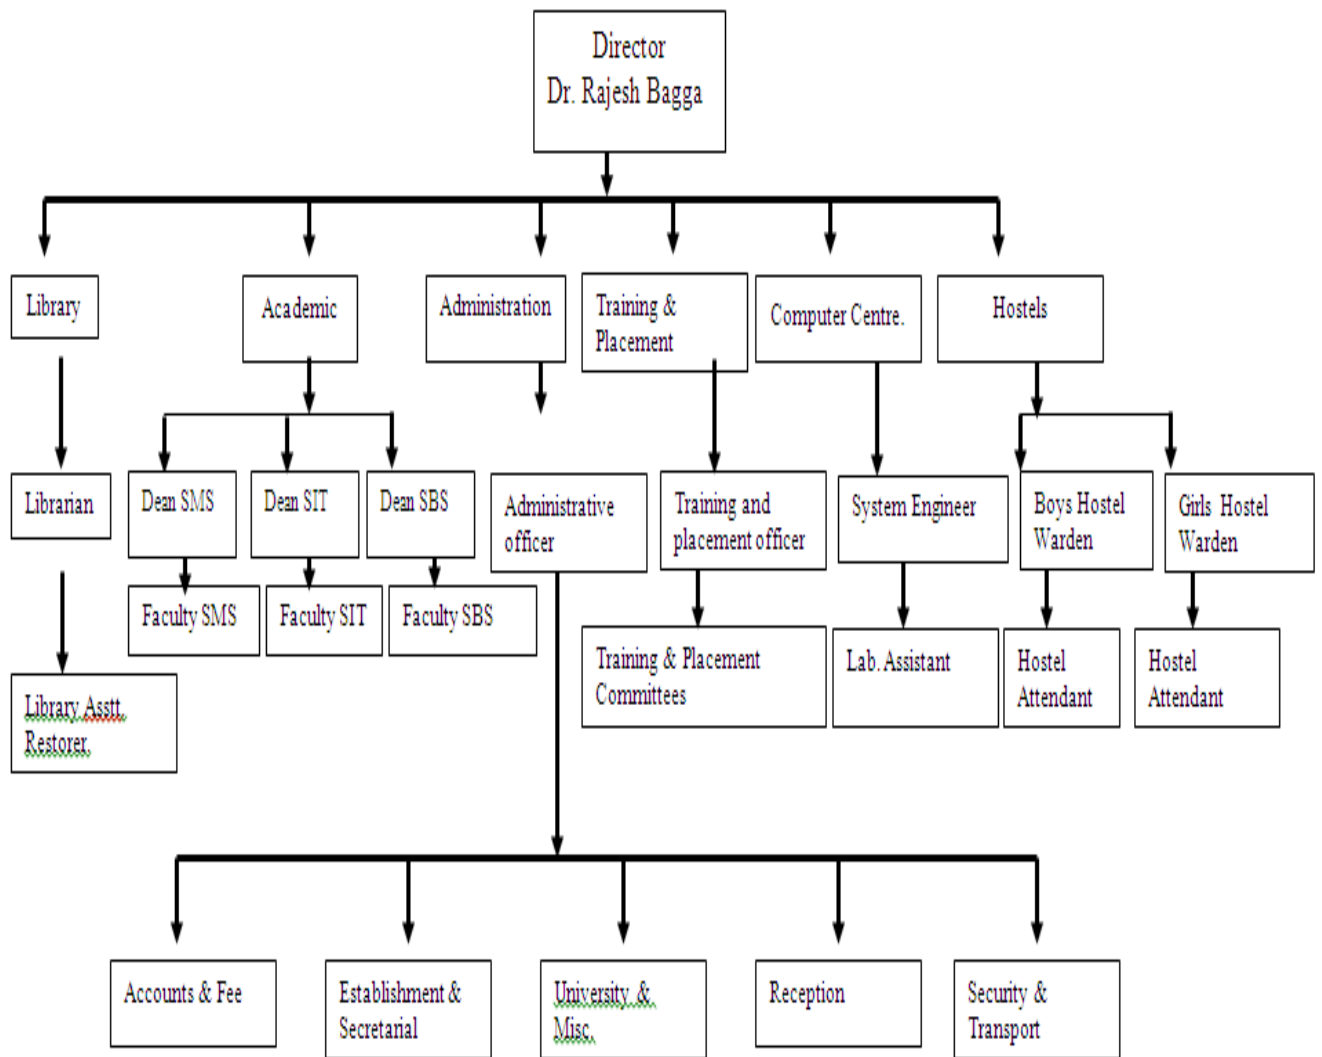 Director
Dr. Rajesh Bagga
Library
Academic
Administration
Training &
Placement
Computer Centre.
Hostels
Librarian
Dean SMS
Dean SIT
Dean SBS
Administrative
officer
Training and
placement officer
System Engineer
Boys Hostel
Warden
Girls Hostel
Warden
Faculty SMS
Faculty SIT
Faculty SBS
Training & Placement
Committees
Lab. Assistant
Hostel
Attendant
Hostel
Attendant
Library Asstt.
Restorer.
Accounts & Fee
Establishment &
Secretarial
University &
Misc.
Reception
Security &
Transport